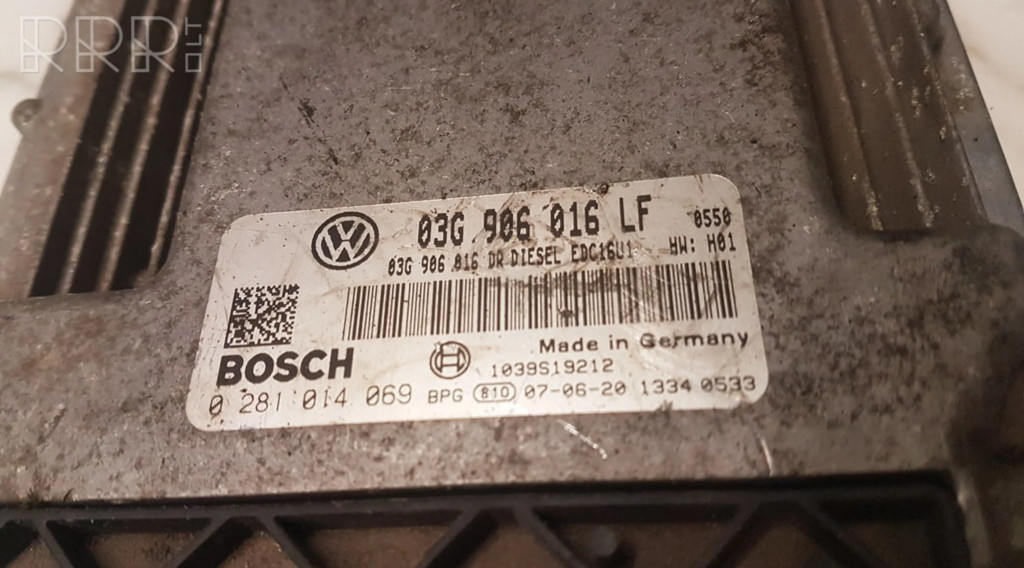 RRR.LT
03G 906 016 LF 0550
03G 906 016 DR DIESEL EDC16U1 HW: H01
Made in Germany
BOSCH 1039S19212
0 281 014 069 BPG 810 07-06-20 1334 0533